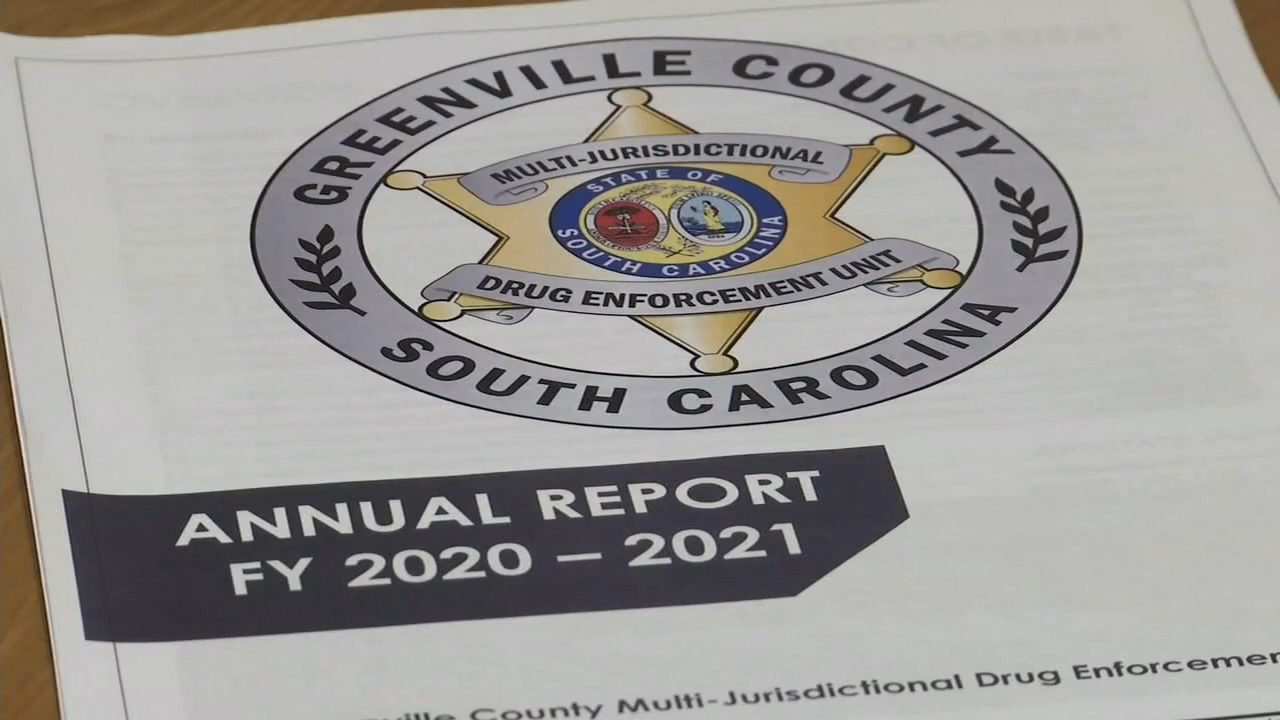 GREENVILLE COUNTY
MULTI-JURISDICTIONAL
STATE OF
SOUTH CAROLINA
DRUG ENFORCEMENT UNIT
SOUTH CAROLINA
ANNUAL REPORT
FY 2020 – 2021
ville County Multi-Jurisdictional Drug Enforcemen